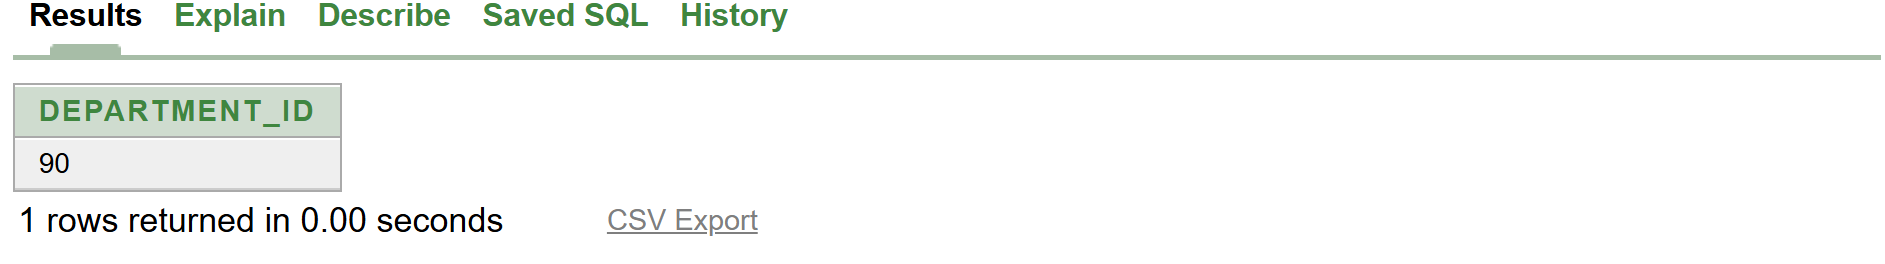 Results Explain Describe Saved SQL History
DEPARTMENT_ID
90
1 rows returned in 0.00 seconds CSV Export